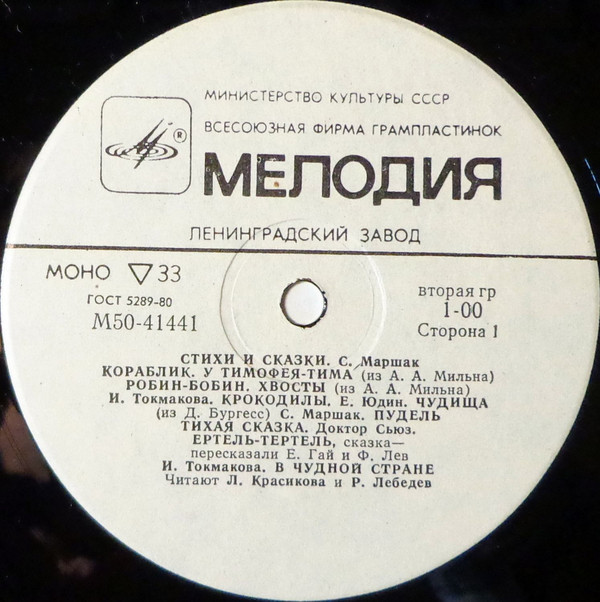 МИНИСТЕРСТВО КУЛЬТУРЫ СССР
ВСЕСОЮЗНАЯ ФИРМА ГРАМПЛАСТИНОК
®
МЕЛОДИЯ
ЛЕНИНГРАДСКИЙ ЗАВОД
МОНО ▽ 33
ГОСТ 5289-80
М50-41441
вторая гр
1-00
Сторона 1
СТИХИ И СКАЗКИ. С. Маршак
КОРАБЛИК. У ТИМОФЕЯ-ТИМА (из А. А. Мильна)
РОБИН-БОБИН. ХВОСТЫ (из А. А. Мильна)
И. Токмакова. КРОКОДИЛЫ. Е. Юдин. ЧУДИЩА
(из Д. Бургесс) С. Маршак. ПУДЕЛЬ
ТИХАЯ СКАЗКА. Доктор Сьюз.
ЕРТЕЛЬ-ТЕРТЕЛЬ, сказка—
пересказали Е. Гай и Ф. Лев
И. Токмакова. В ЧУДНОЙ СТРАНЕ
Читают Л. Красикова и Р. Лебедев